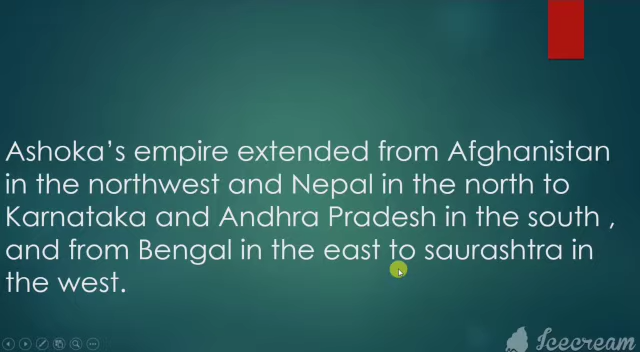 Ashoka's empire extended from Afghanistan
in the northwest and Nepal in the north to
Karnataka and Andhra Pradesh in the south ,
and from Bengal in the east to saurashtra in
the west.
Icecream